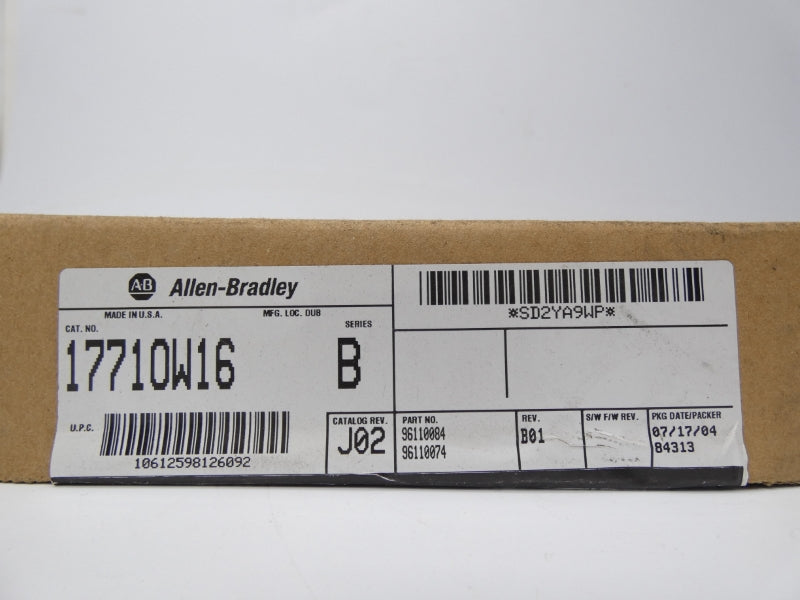 A-B Allen-Bradley
MADE IN U.S.A. MFG. LOC. DUB
CAT. NO. SERIES
1771OW16 B
U.P.C.
10612598126092
CATALOG REV.
J02
*SD2YA9WP*
PART NO.
96110084
96110074
REV.
B01
S/W F/W REV.
PKG DATE/PACKER
07/17/04
84313